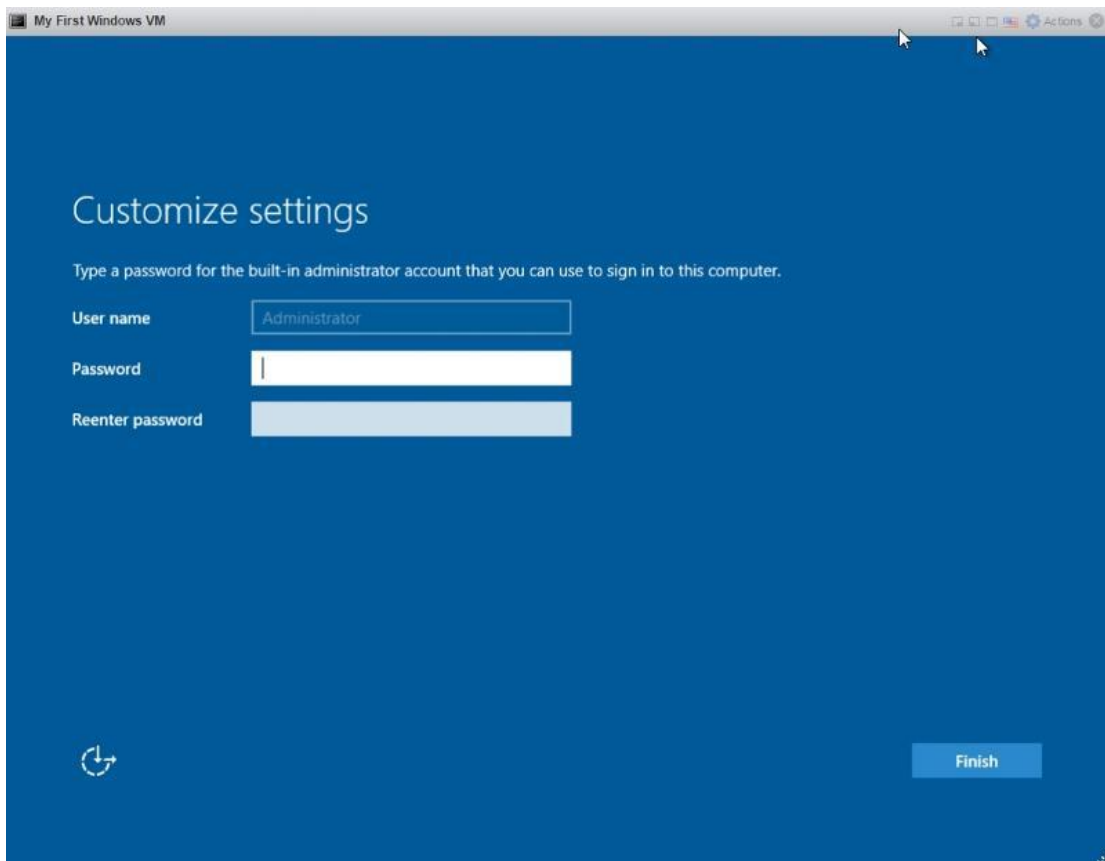 My First Windows VM
Actions
Customize settings
Type a password for the built-in administrator account that you can use to sign in to this computer.
User name
Administrator
Password
Reenter password
Finish